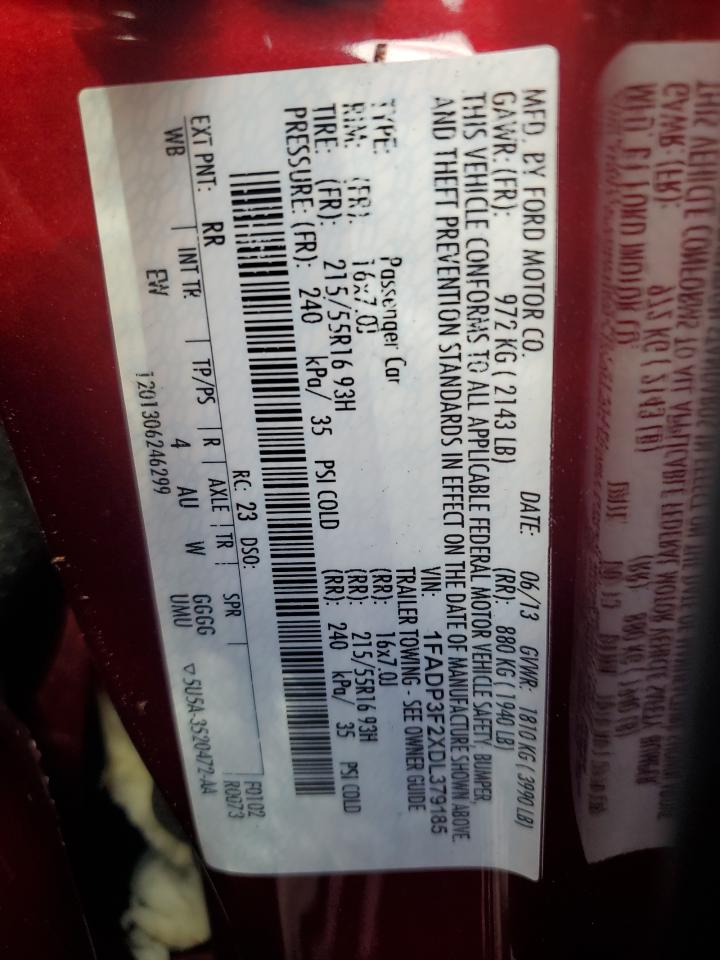 MFD. BY FORD MOTOR CO.
DATE: 06/13 GVWR: 1810 KG ( 3990 LB)
GAWR: (FR): 972 KG ( 2143 LB) (RR): 880 KG ( 1940 LB)
THIS VEHICLE CONFORMS TO ALL APPLICABLE FEDERAL MOTOR VEHICLE SAFETY, BUMPER,
AND THEFT PREVENTION STANDARDS IN EFFECT ON THE DATE OF MANUFACTURE SHOWN ABOVE.
VIN: 1FADP3F2XDL379185
TYPE: Passenger Car TRAILER TOWING - SEE OWNER GUIDE
RIM: (FR): 16x7.0J (RR): 16x7.0J
TIRE: (FR): 215/55R16 93H (RR): 215/55R16 93H
PRESSURE: (FR): 240 kPa/ 35 PSI COLD (RR): 240 kPa/ 35 PSI COLD
F0102
R0073
EXT PNT: RR RC: 23 DSO:
WB INT TR TP/PS R AXLE TR SPR
EW 4 AU W GGGG
UMU
1201306246299 5U5A-3520472-AA